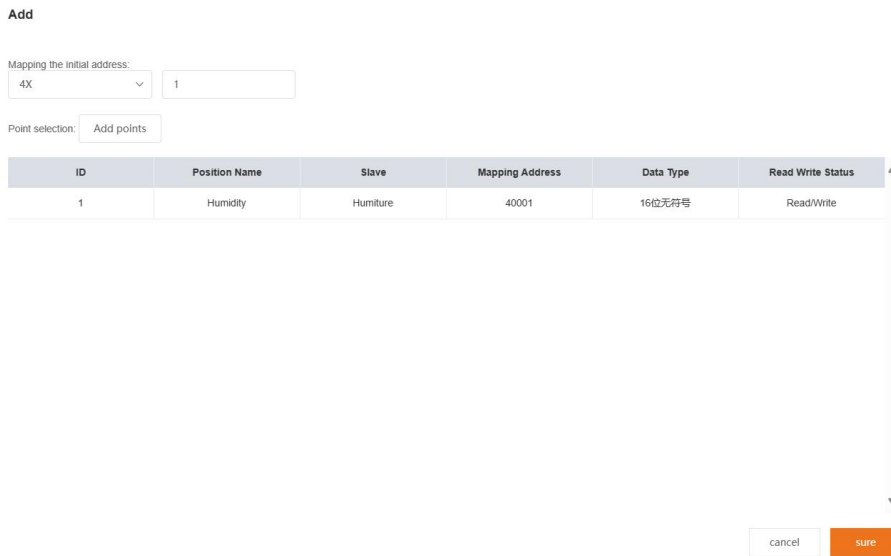 Add
Mapping the initial address:
4X 1
Point selection: Add points
ID Position Name Slave Mapping Address Data Type Read Write Status
1 Humidity Humiture 40001 16位无符号 Read/Write
cancel sure